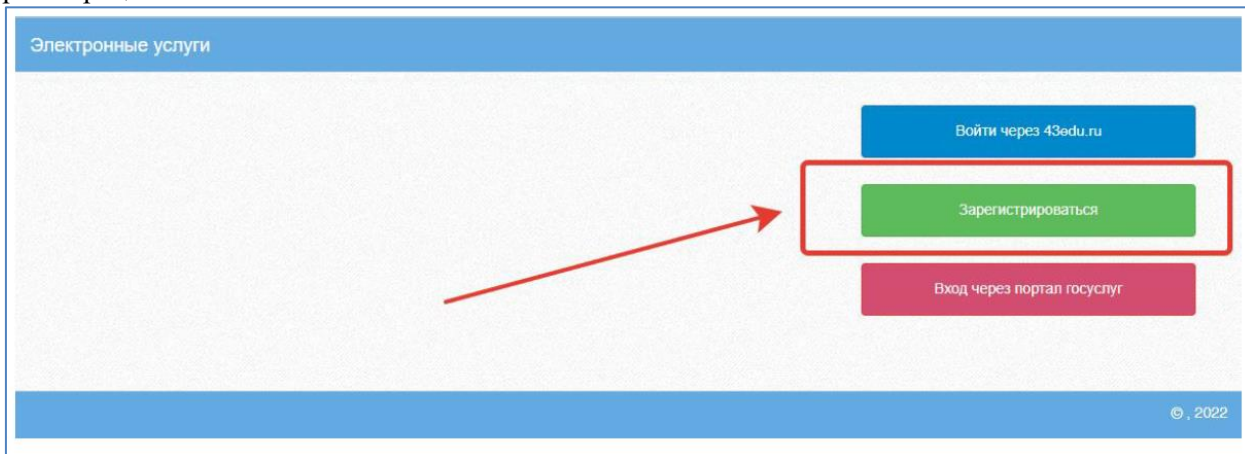 Электронные услуги
Войти через 43edu.ru
Зарегистрироваться
Вход через портал госуслуг
© , 2022